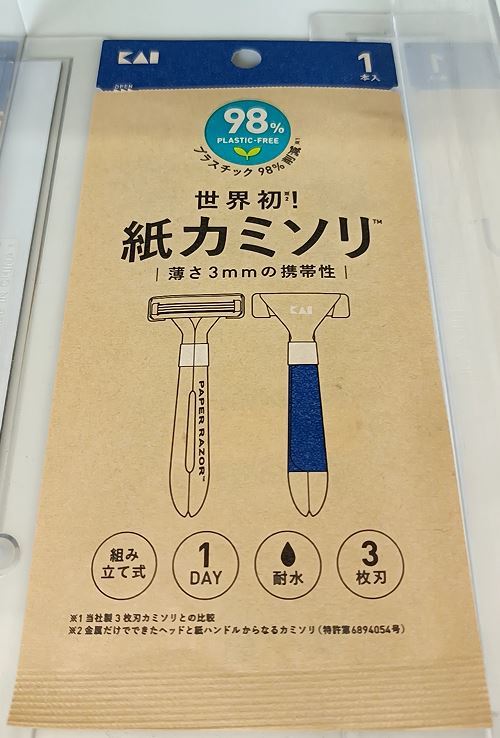 KAI
1
本入
OPEN
98%
PLASTIC-FREE
プラスチック 98%削減※1
世界初※2!
紙カミソリ™
| 薄さ3mmの携帯性 |
KAI
PAPER RAZOR™
組み
立て式
1
DAY
耐水
3
枚刃
※1 当社製3枚刃カミソリとの比較
※2 金属だけでできたヘッドと紙ハンドルからなるカミソリ(特許第6894054号)